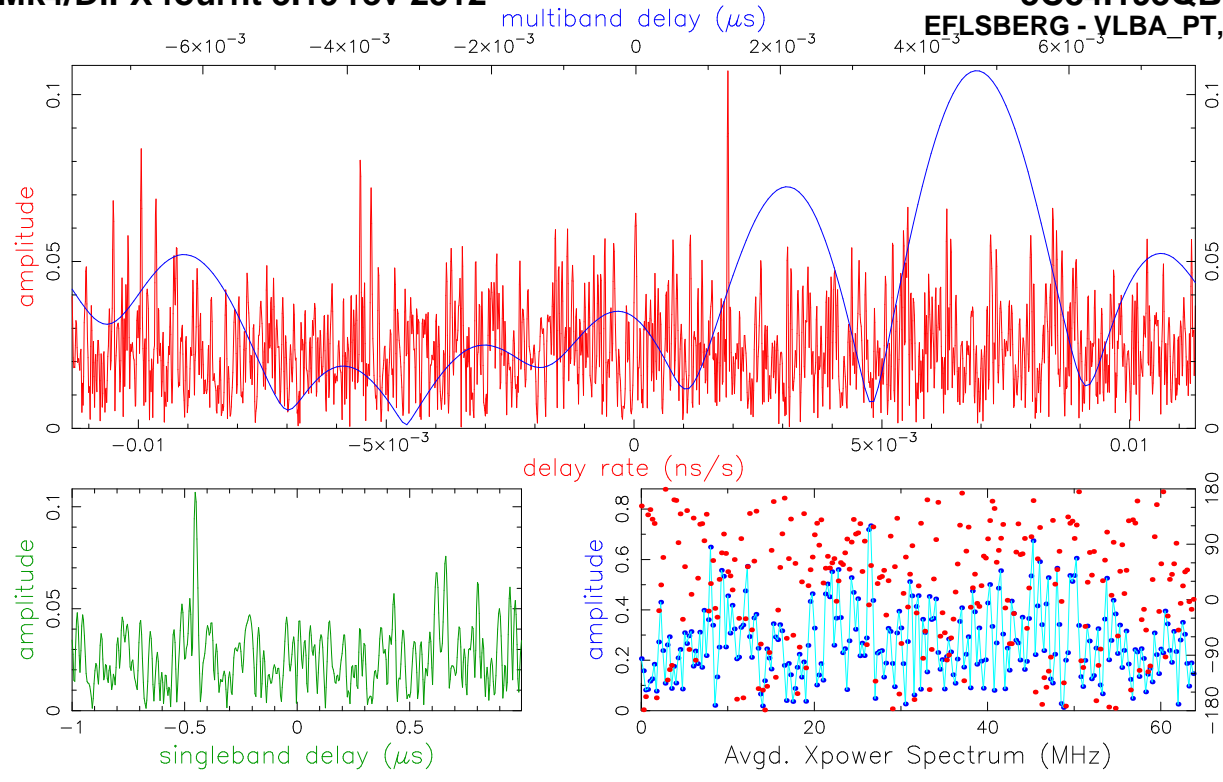 multiband delay (μs)
EFLSBERG - VLBA_PT,
−6×10⁻³ −4×10⁻³ −2×10⁻³ 0 2×10⁻³ 4×10⁻³ 6×10⁻³
amplitude
0 0.05 0.1
0 0.05 0.1
−0.01 −5×10⁻³ 0 5×10⁻³ 0.01
delay rate (ns/s)
amplitude
0 0.05 0.1
−1 −0.5 0 0.5
singleband delay (μs)
amplitude
0 0.2 0.4 0.6 0.8
−180 −90 0 90 180
0 20 40 60
Avgd. Xpower Spectrum (MHz)